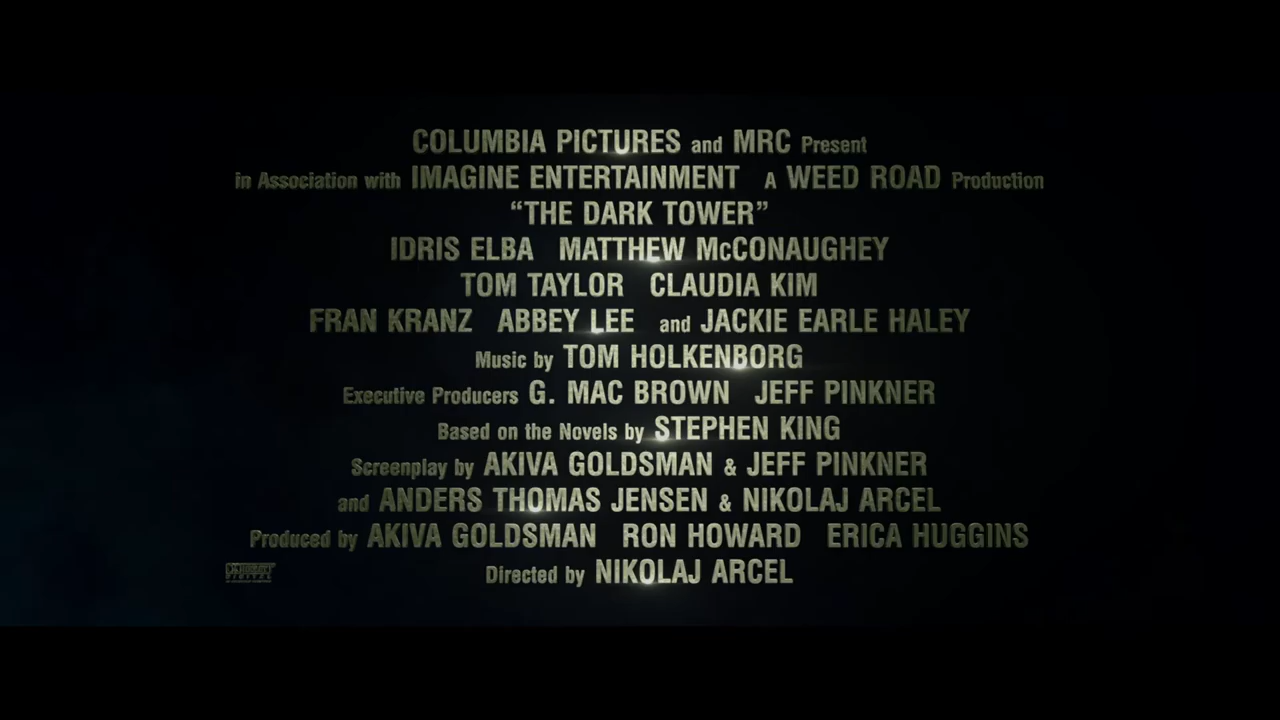 COLUMBIA PICTURES and MRC Present
in Association with IMAGINE ENTERTAINMENT A WEED ROAD Production
“THE DARK TOWER”
IDRIS ELBA MATTHEW McCONAUGHEY
TOM TAYLOR CLAUDIA KIM
FRAN KRANZ ABBEY LEE and JACKIE EARLE HALEY
Music by TOM HOLKENBORG
Executive Producers G. MAC BROWN JEFF PINKNER
Based on the Novels by STEPHEN KING
Screenplay by AKIVA GOLDSMAN & JEFF PINKNER
and ANDERS THOMAS JENSEN & NIKOLAJ ARCEL
Produced by AKIVA GOLDSMAN RON HOWARD ERICA HUGGINS
Directed by NIKOLAJ ARCEL
DIGITAL